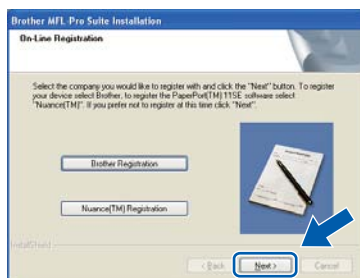 Brother MFL-Pro Suite Installation
On-Line Registration
Select the company you would like to register with and click the "Next" button. To register
your device select Brother, to register the PaperPort(TM) 11SE software select
"Nuance(TM)". If you prefer not to register at this time click "Next".
Brother Registration
Nuance(TM) Registration
InstallShield
< Back
Next >
Cancel